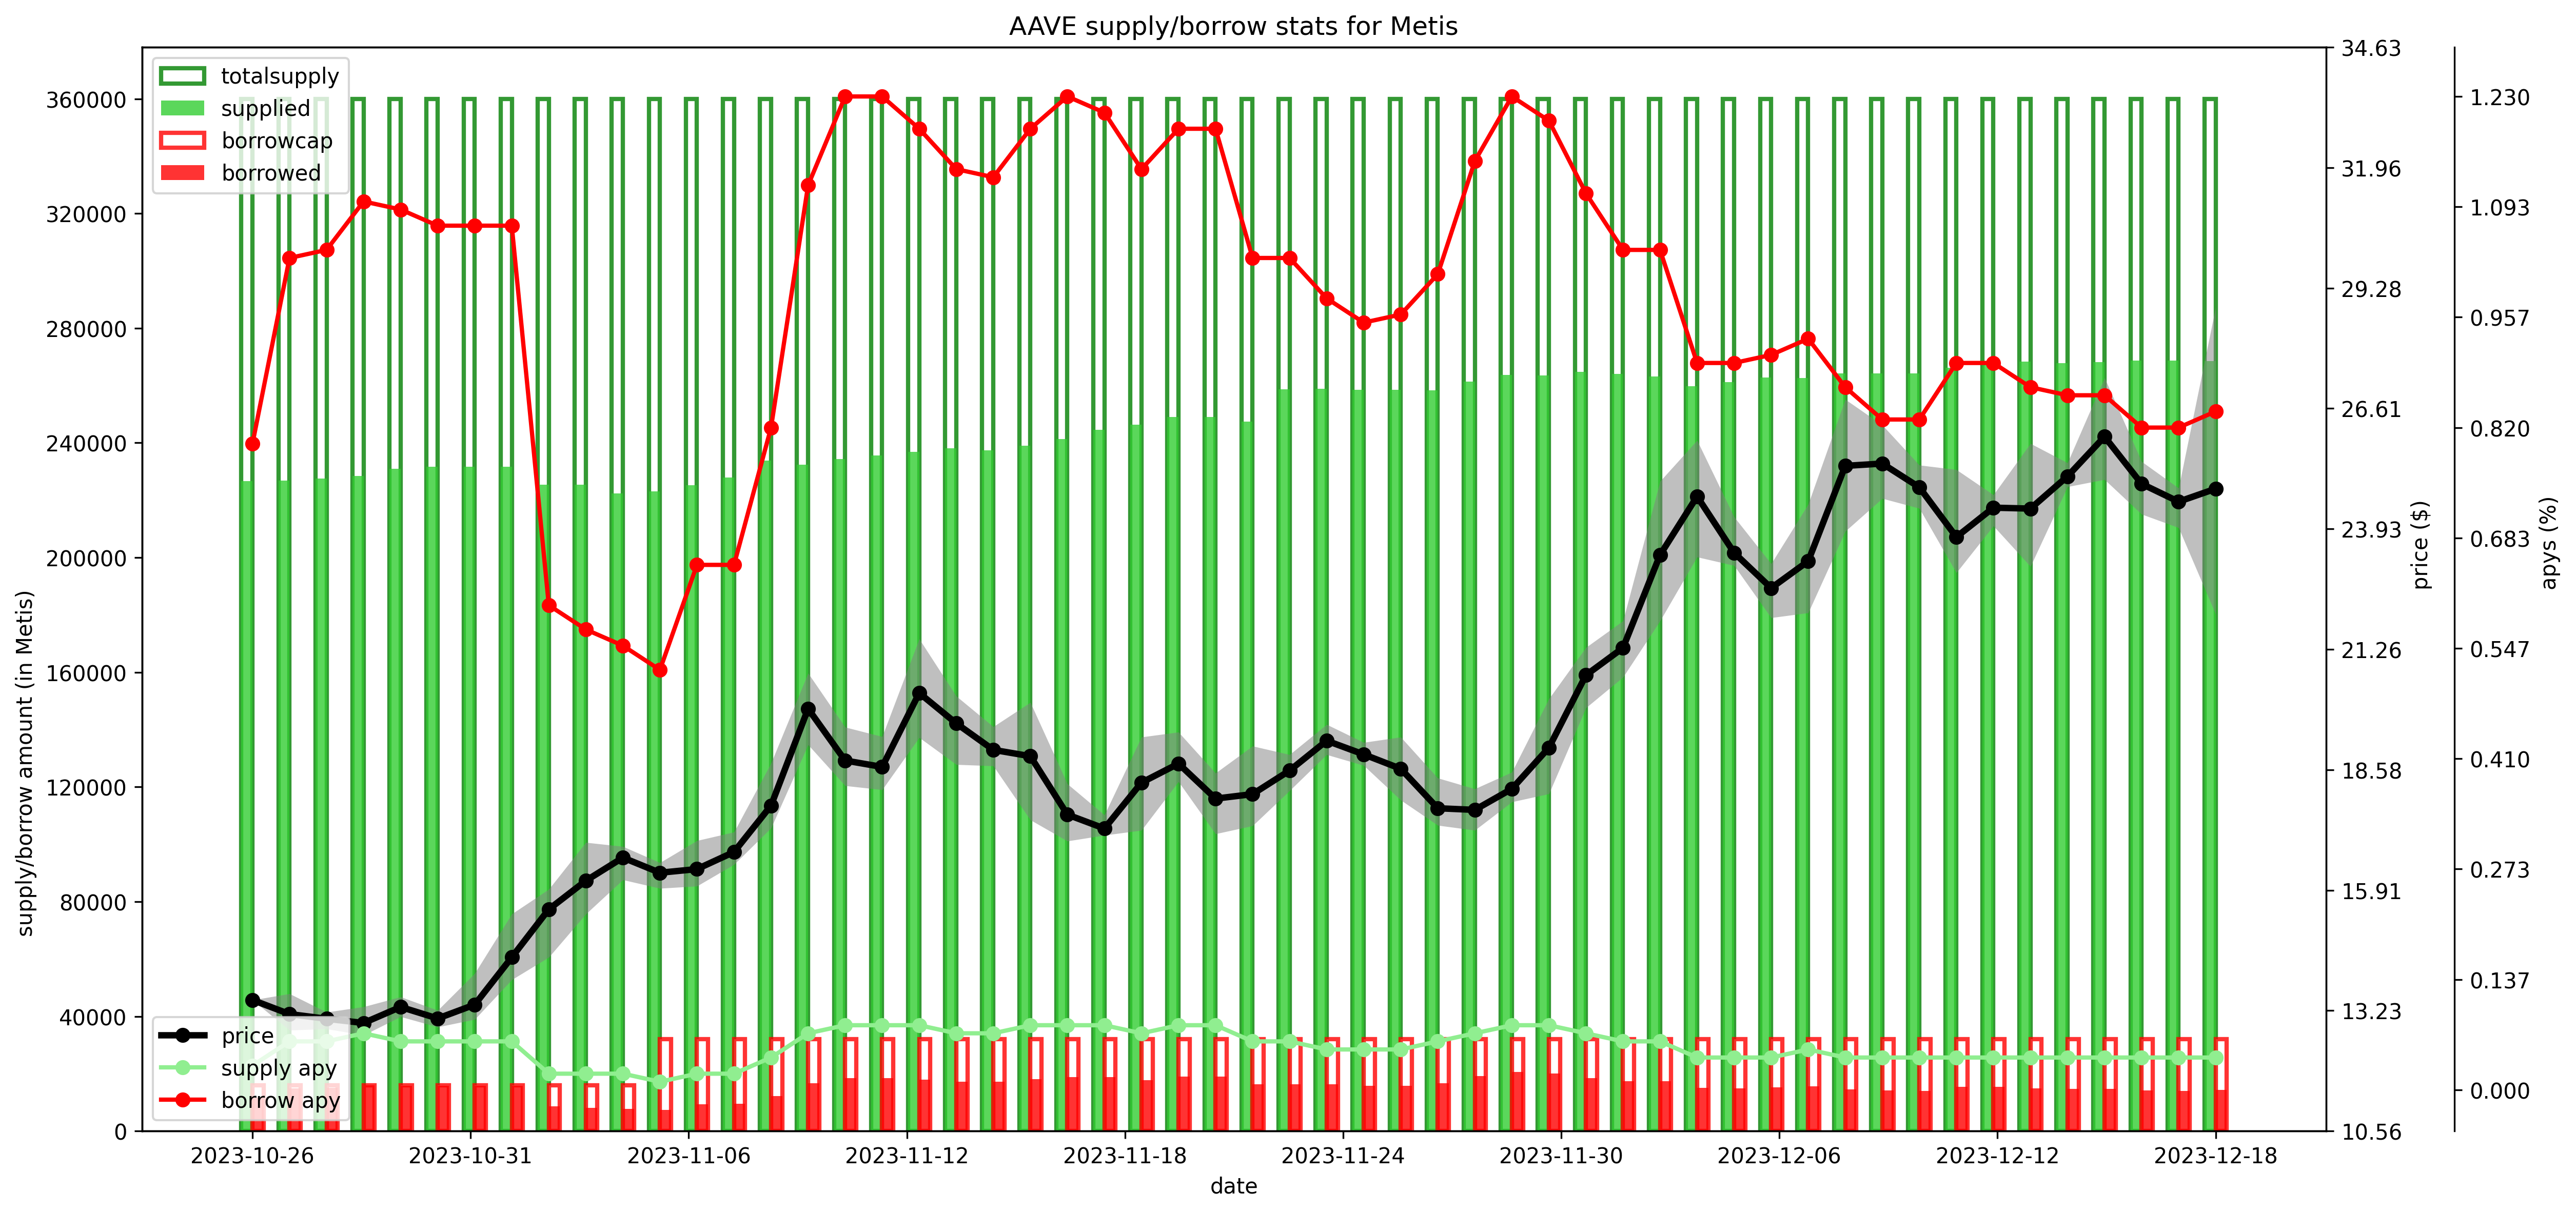 AAVE supply/borrow stats for Metis
totalsupply
supplied
borrowcap
borrowed
360000
320000
280000
240000
200000
160000
120000
80000
40000
0
supply/borrow amount (in Metis)
34.63
31.96
29.28
26.61
23.93
21.26
18.58
15.91
13.23
10.56
price ($)
1.230
1.093
0.957
0.820
0.683
0.547
0.410
0.273
0.137
0.000
apys (%)
price
supply apy
borrow apy
2023-10-26 2023-10-31 2023-11-06 2023-11-12 2023-11-18 2023-11-24 2023-11-30 2023-12-06 2023-12-12 2023-12-18
date